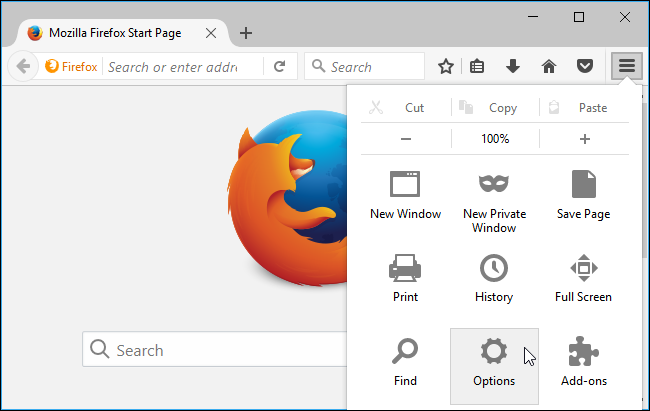 Mozilla Firefox Start Page
Firefox
Search or enter addre
Search
Cut
Copy
Paste
100%
New Window
New Private
Window
Save Page
Print
History
Full Screen
Search
Find
Options
Add-ons